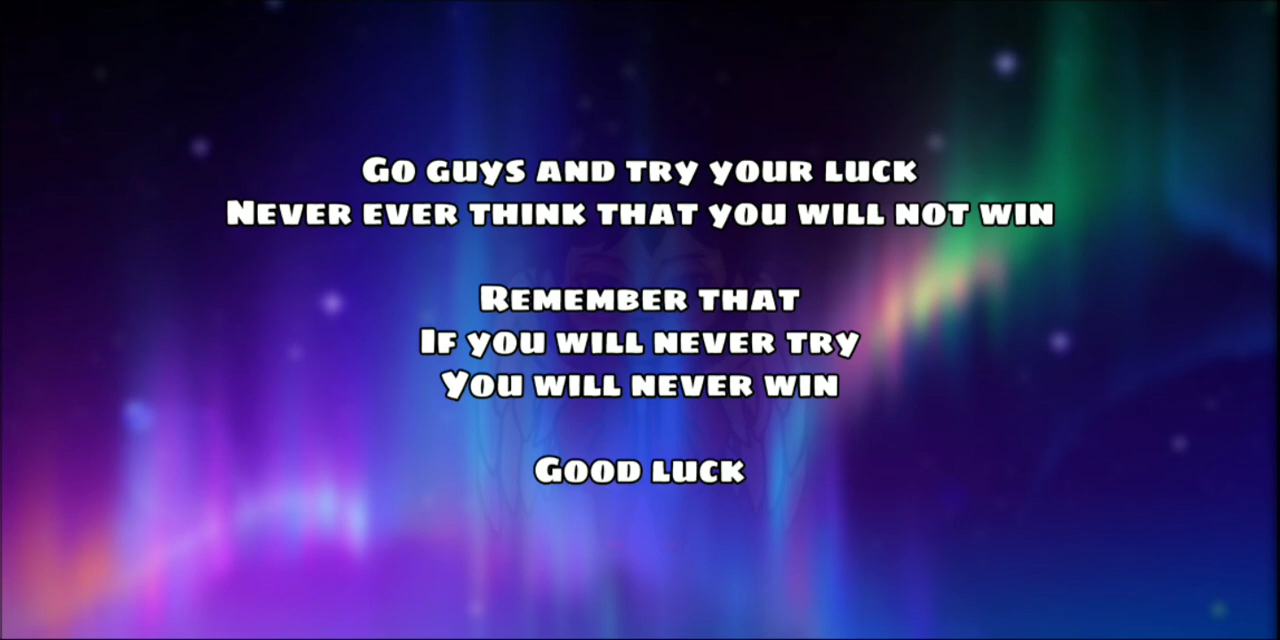 Go guys and try your luck
Never ever think that you will not win
Remember that
If you will never try
You will never win
Good luck